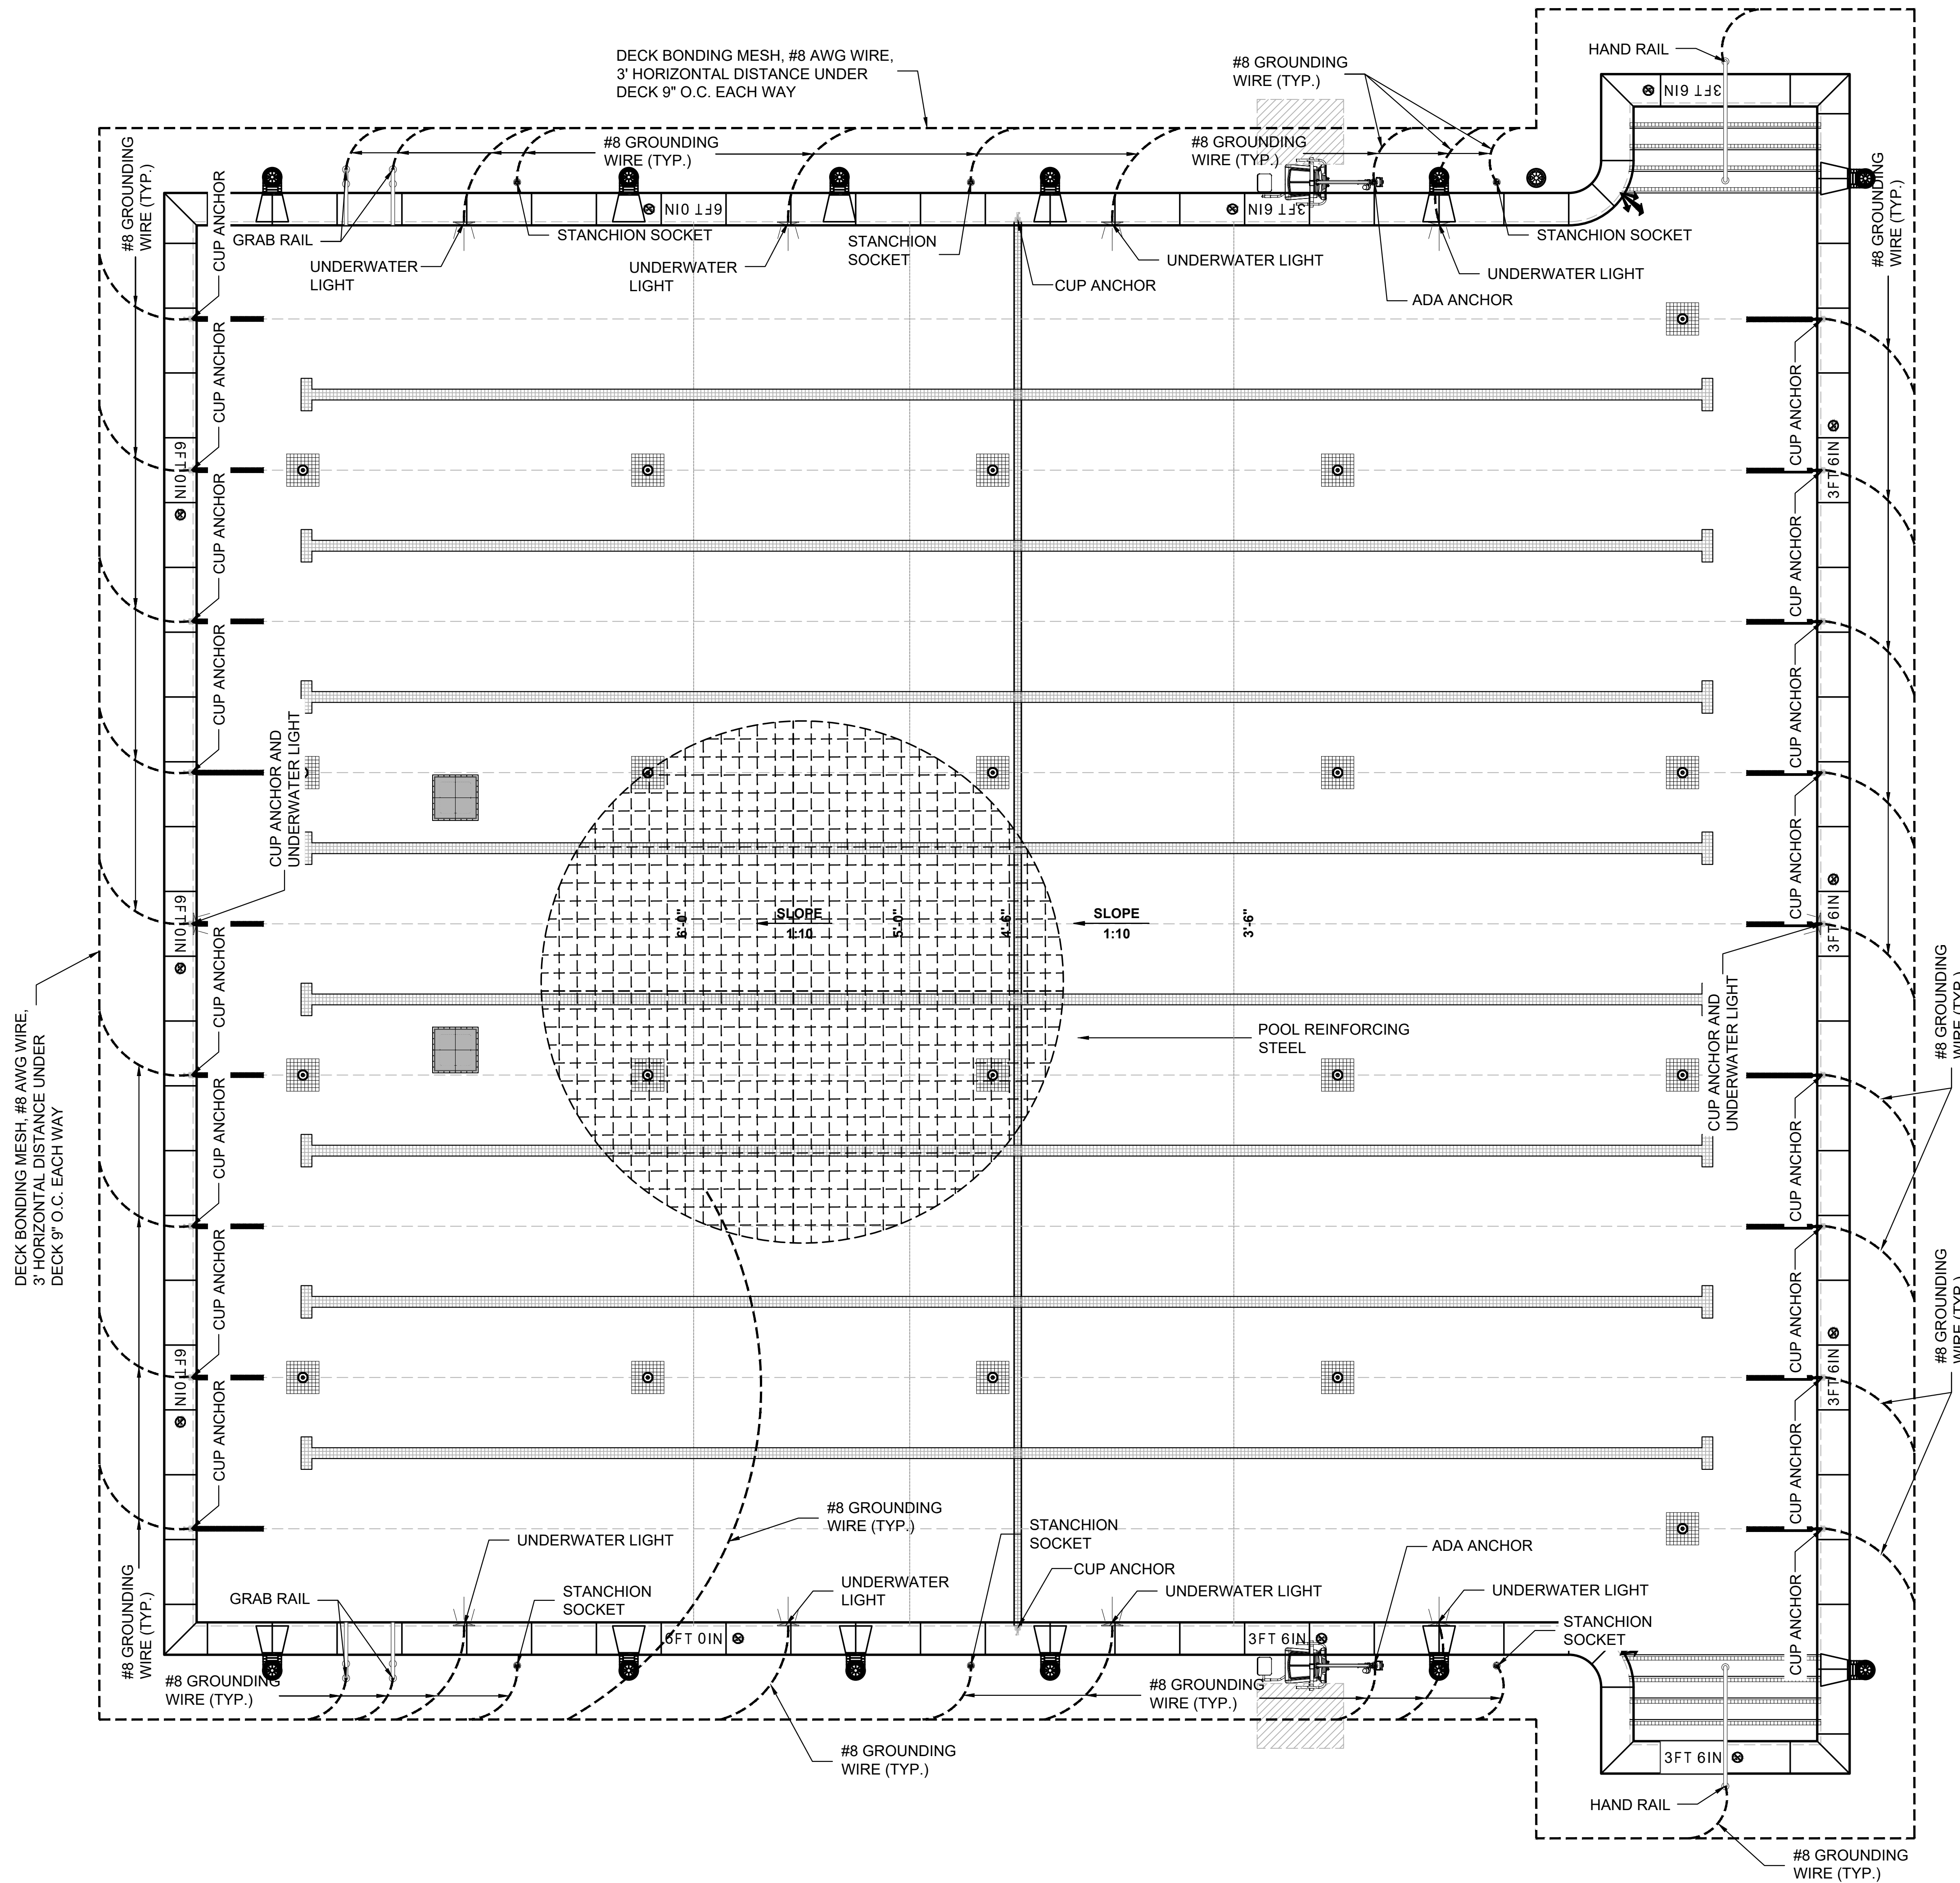 DECK BONDING MESH, #8 AWG WIRE,
3' HORIZONTAL DISTANCE UNDER
DECK 9" O.C. EACH WAY
#8 GROUNDING
WIRE (TYP.)
HAND RAIL
3FT 6IN
#8 GROUNDING
WIRE (TYP.)
#8 GROUNDING
WIRE (TYP.)
#8 GROUNDING
WIRE (TYP.)
#8 GROUNDING
WIRE (TYP.)
CUP ANCHOR
6FT 0IN
3FT 6IN
GRAB RAIL
STANCHION SOCKET
STANCHION
SOCKET
STANCHION SOCKET
UNDERWATER
LIGHT
UNDERWATER
LIGHT
UNDERWATER LIGHT
UNDERWATER LIGHT
CUP ANCHOR
ADA ANCHOR
CUP ANCHOR
CUP ANCHOR
CUP ANCHOR
CUP ANCHOR
6FT 0IN
3FT 6IN
CUP ANCHOR
CUP ANCHOR
CUP ANCHOR
CUP ANCHOR
CUP ANCHOR AND
UNDERWATER LIGHT
6FT 0IN
3FT 6IN
6'-0"
SLOPE
1:10
5'-0"
4'-6"
SLOPE
1:10
3'-6"
CUP ANCHOR AND
UNDERWATER LIGHT
POOL REINFORCING
STEEL
DECK BONDING MESH, #8 AWG WIRE,
3' HORIZONTAL DISTANCE UNDER
DECK 9" O.C. EACH WAY
#8 GROUNDING
WIRE (TYP.)
#8 GROUNDING
WIRE (TYP.)
CUP ANCHOR
CUP ANCHOR
CUP ANCHOR
CUP ANCHOR
6FT 0IN
3FT 6IN
CUP ANCHOR
CUP ANCHOR
CUP ANCHOR
CUP ANCHOR
#8 GROUNDING
WIRE (TYP.)
#8 GROUNDING
WIRE (TYP.)
STANCHION
SOCKET
UNDERWATER LIGHT
ADA ANCHOR
CUP ANCHOR
GRAB RAIL
STANCHION
SOCKET
UNDERWATER
LIGHT
UNDERWATER LIGHT
UNDERWATER LIGHT
STANCHION
SOCKET
6FT 0IN
3FT 6IN
#8 GROUNDING
WIRE (TYP.)
#8 GROUNDING
WIRE (TYP.)
#8 GROUNDING
WIRE (TYP.)
3FT 6IN
HAND RAIL
#8 GROUNDING
WIRE (TYP.)